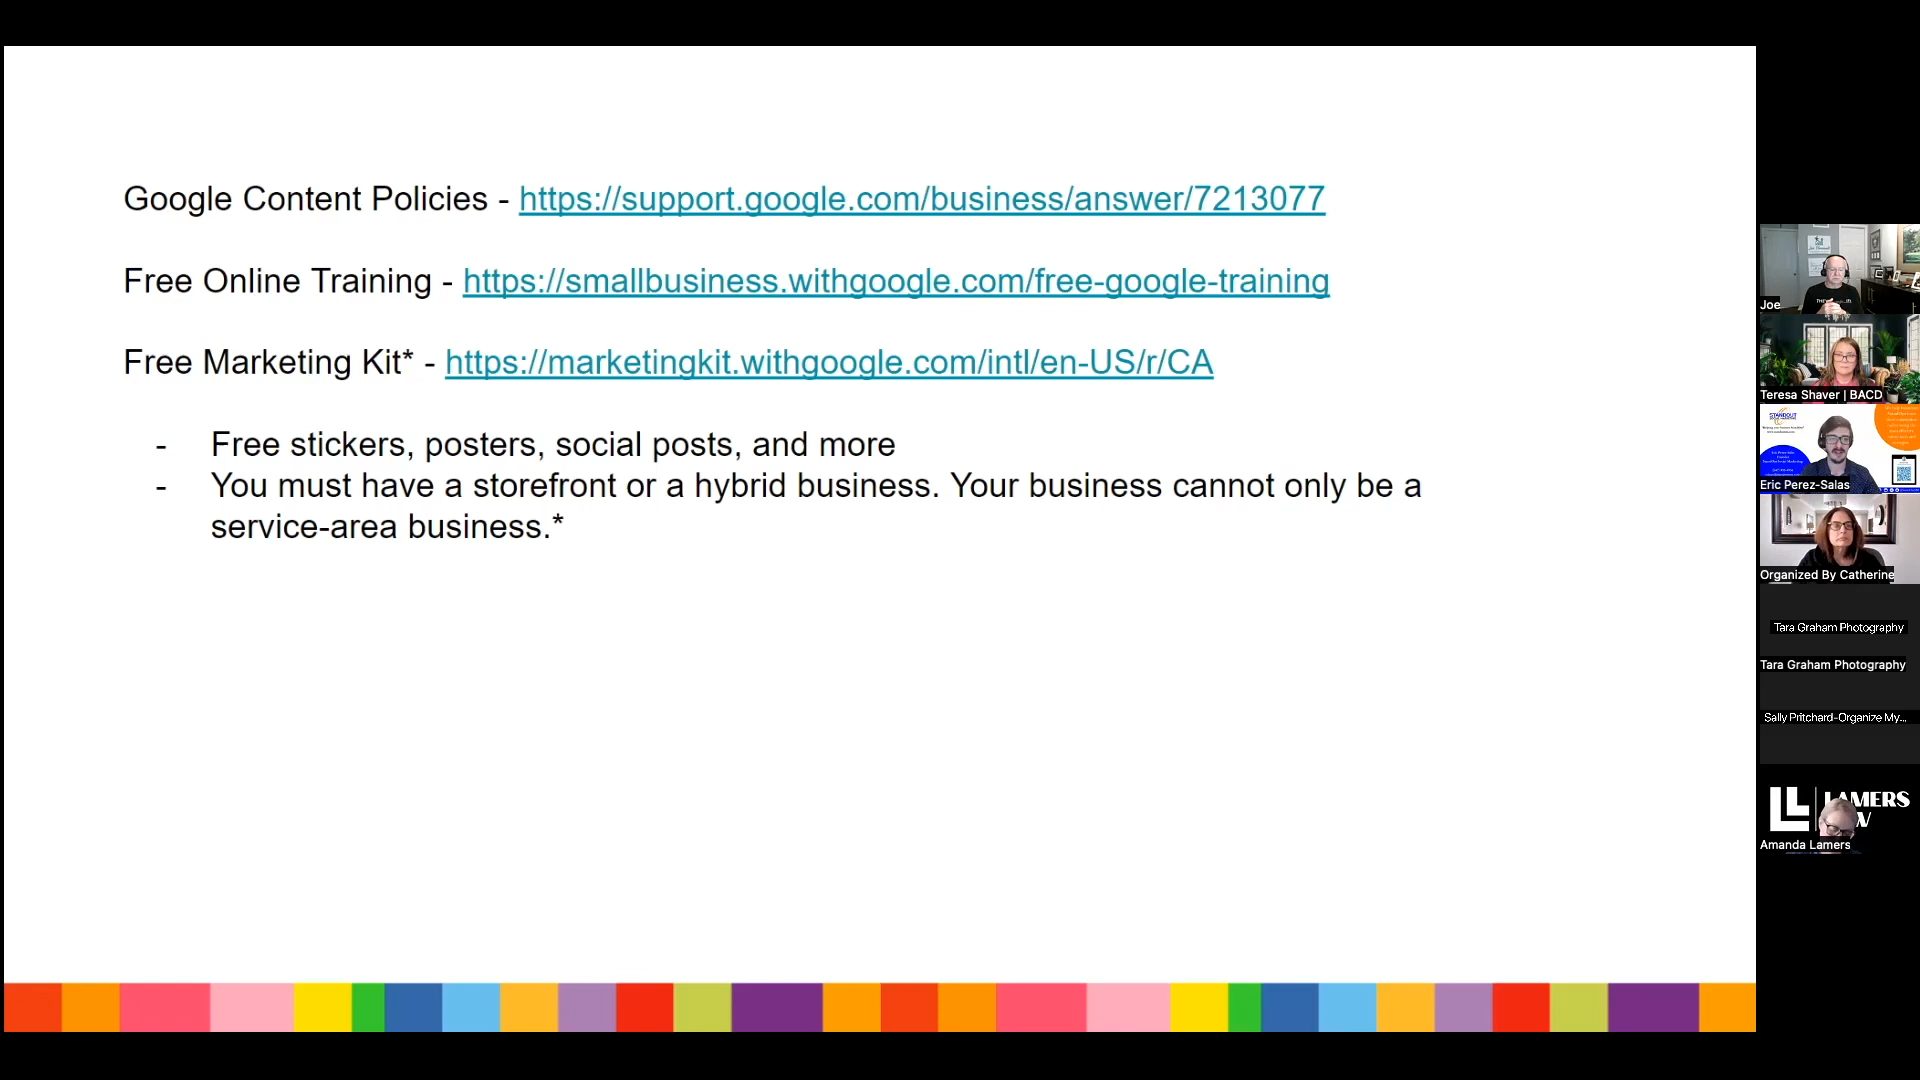 Google Content Policies - https://support.google.com/business/answer/7213077
Free Online Training - https://smallbusiness.withgoogle.com/free-google-training
Free Marketing Kit* - https://marketingkit.withgoogle.com/intl/en-US/r/CA
- Free stickers, posters, social posts, and more
- You must have a storefront or a hybrid business. Your business cannot only be a
service-area business.*
Joe
Teresa Shaver | BACD
STANDOUT
Eric Perez-Salas
Organized By Catherine
Tara Graham Photography
Tara Graham Photography
Sally Pritchard-Organize My...
LAMERS
Amanda Lamers